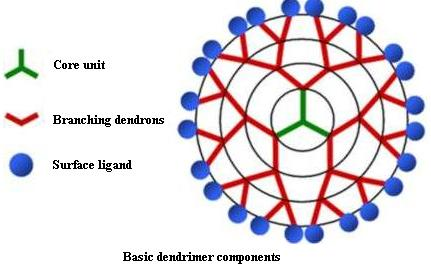 Core unit
Branching dendrons
Surface ligand
Basic dendrimer components